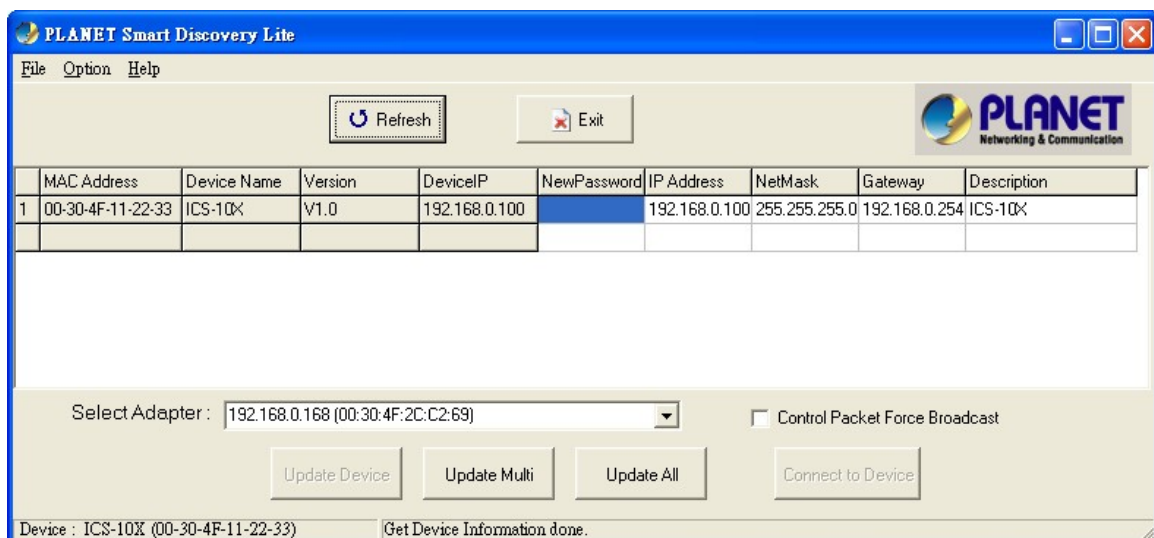 PLANET Smart Discovery Lite
File Option Help
Refresh Exit PLANET
Networking & Communication
MAC Address Device Name Version DeviceIP NewPassword IP Address NetMask Gateway Description
1 00-30-4F-11-22-33 ICS-10X V1.0 192.168.0.100 192.168.0.100 255.255.255.0 192.168.0.254 ICS-10X
Select Adapter : 192.168.0.168 (00:30:4F:2C:C2:69) Control Packet Force Broadcast
Update Device Update Multi Update All Connect to Device
Device : ICS-10X (00-30-4F-11-22-33) Get Device Information done.